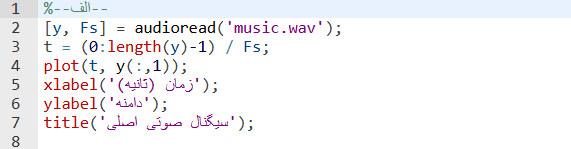 1 %--الف--
2 [y, Fs] = audioread('music.wav');
3 t = (0:length(y)-1) / Fs;
4 plot(t, y(:,1));
5 xlabel('زمان (ثانیه)');
6 ylabel('دامنه');
7 title('سیگنال صوتی اصلی');
8